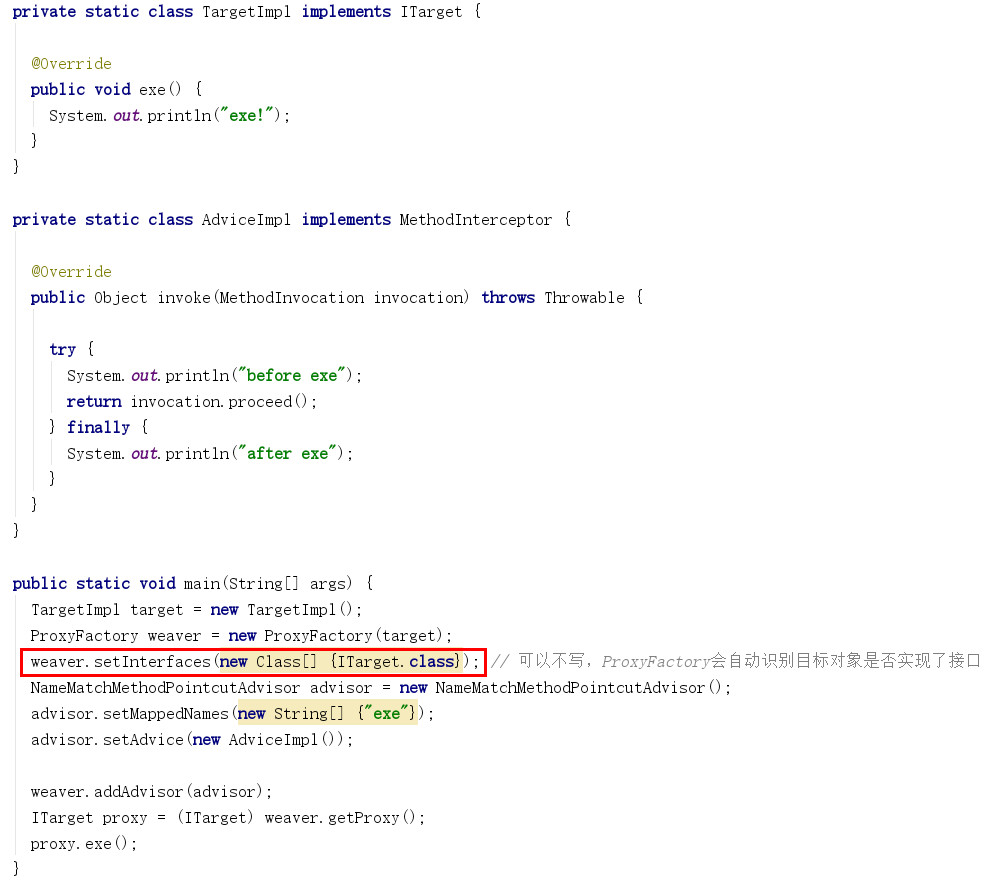 private static class TargetImpl implements ITarget {
@Override
public void exe() {
System.out.println("exe!");
}
}
private static class AdviceImpl implements MethodInterceptor {
@Override
public Object invoke(MethodInvocation invocation) throws Throwable {
try {
System.out.println("before exe");
return invocation.proceed();
} finally {
System.out.println("after exe");
}
}
}
public static void main(String[] args) {
TargetImpl target = new TargetImpl();
ProxyFactory weaver = new ProxyFactory(target);
weaver.setInterfaces(new Class[] {ITarget.class}); // 可以不写，ProxyFactory会自动识别目标对象是否实现了接口
NameMatchMethodPointcutAdvisor advisor = new NameMatchMethodPointcutAdvisor();
advisor.setMappedNames(new String[] {"exe"});
advisor.setAdvice(new AdviceImpl());
weaver.addAdvisor(advisor);
ITarget proxy = (ITarget) weaver.getProxy();
proxy.exe();
}